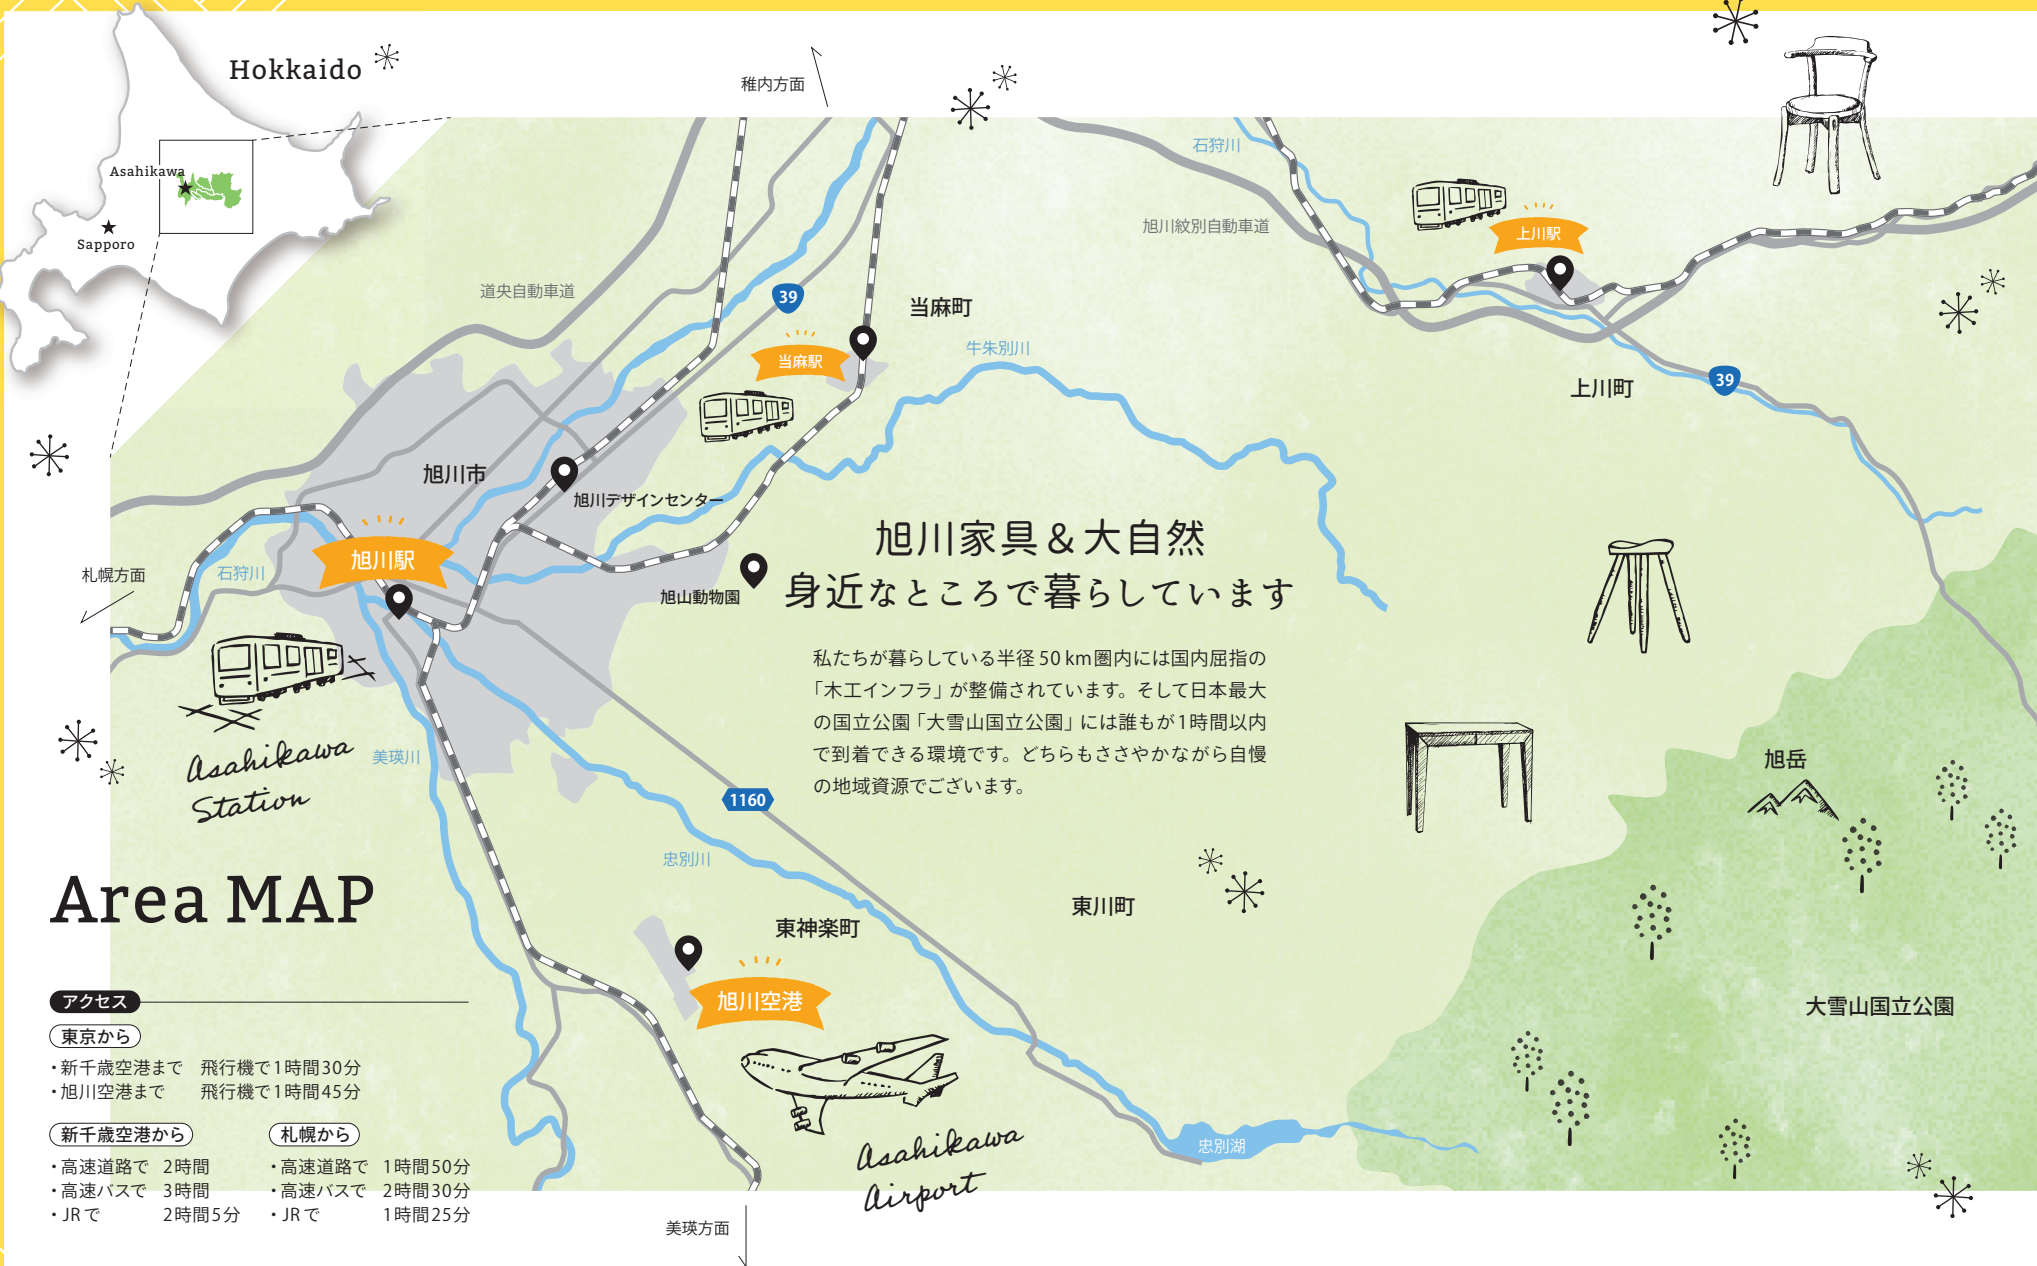 Hokkaido
Asahikawa
Sapporo
稚内方面
石狩川
旭川紋別自動車道
上川駅
道央自動車道
39
当麻町
当麻駅
牛朱別川
39
上川町
旭川市
旭川デザインセンター
旭川駅
札幌方面
石狩川
旭山動物園
旭川家具＆大自然
身近なところで暮らしています
私たちが暮らしている半径50km圏内には国内屈指の
「木工インフラ」が整備されています。そして日本最大
の国立公園「大雪山国立公園」には誰もが1時間以内
で到着できる環境です。どちらもささやかながら自慢
の地域資源でございます。
Asahikawa
Station
美瑛川
1160
旭岳
忠別川
東川町
東神楽町
旭川空港
大雪山国立公園
Asahikawa
Airport
忠別湖
美瑛方面
Area MAP
アクセス
東京から
・新千歳空港まで 飛行機で1時間30分
・旭川空港まで 飛行機で1時間45分
新千歳空港から
・高速道路で 2時間
・高速バスで 3時間
・JRで 2時間5分
札幌から
・高速道路で 1時間50分
・高速バスで 2時間30分
・JRで 1時間25分